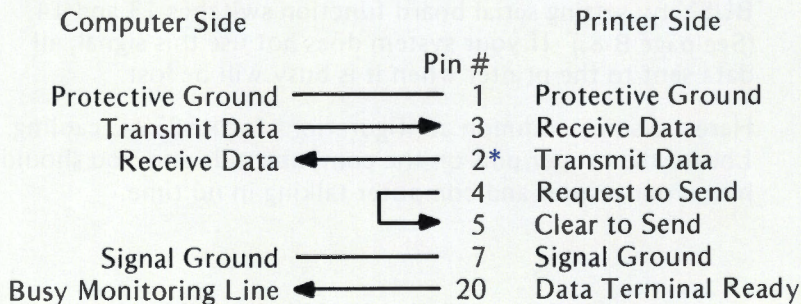 Computer Side Printer Side
Pin #
Protective Ground 1 Protective Ground
Transmit Data 3 Receive Data
Receive Data 2* Transmit Data
4 Request to Send
5 Clear to Send
Signal Ground 7 Signal Ground
Busy Monitoring Line 20 Data Terminal Ready